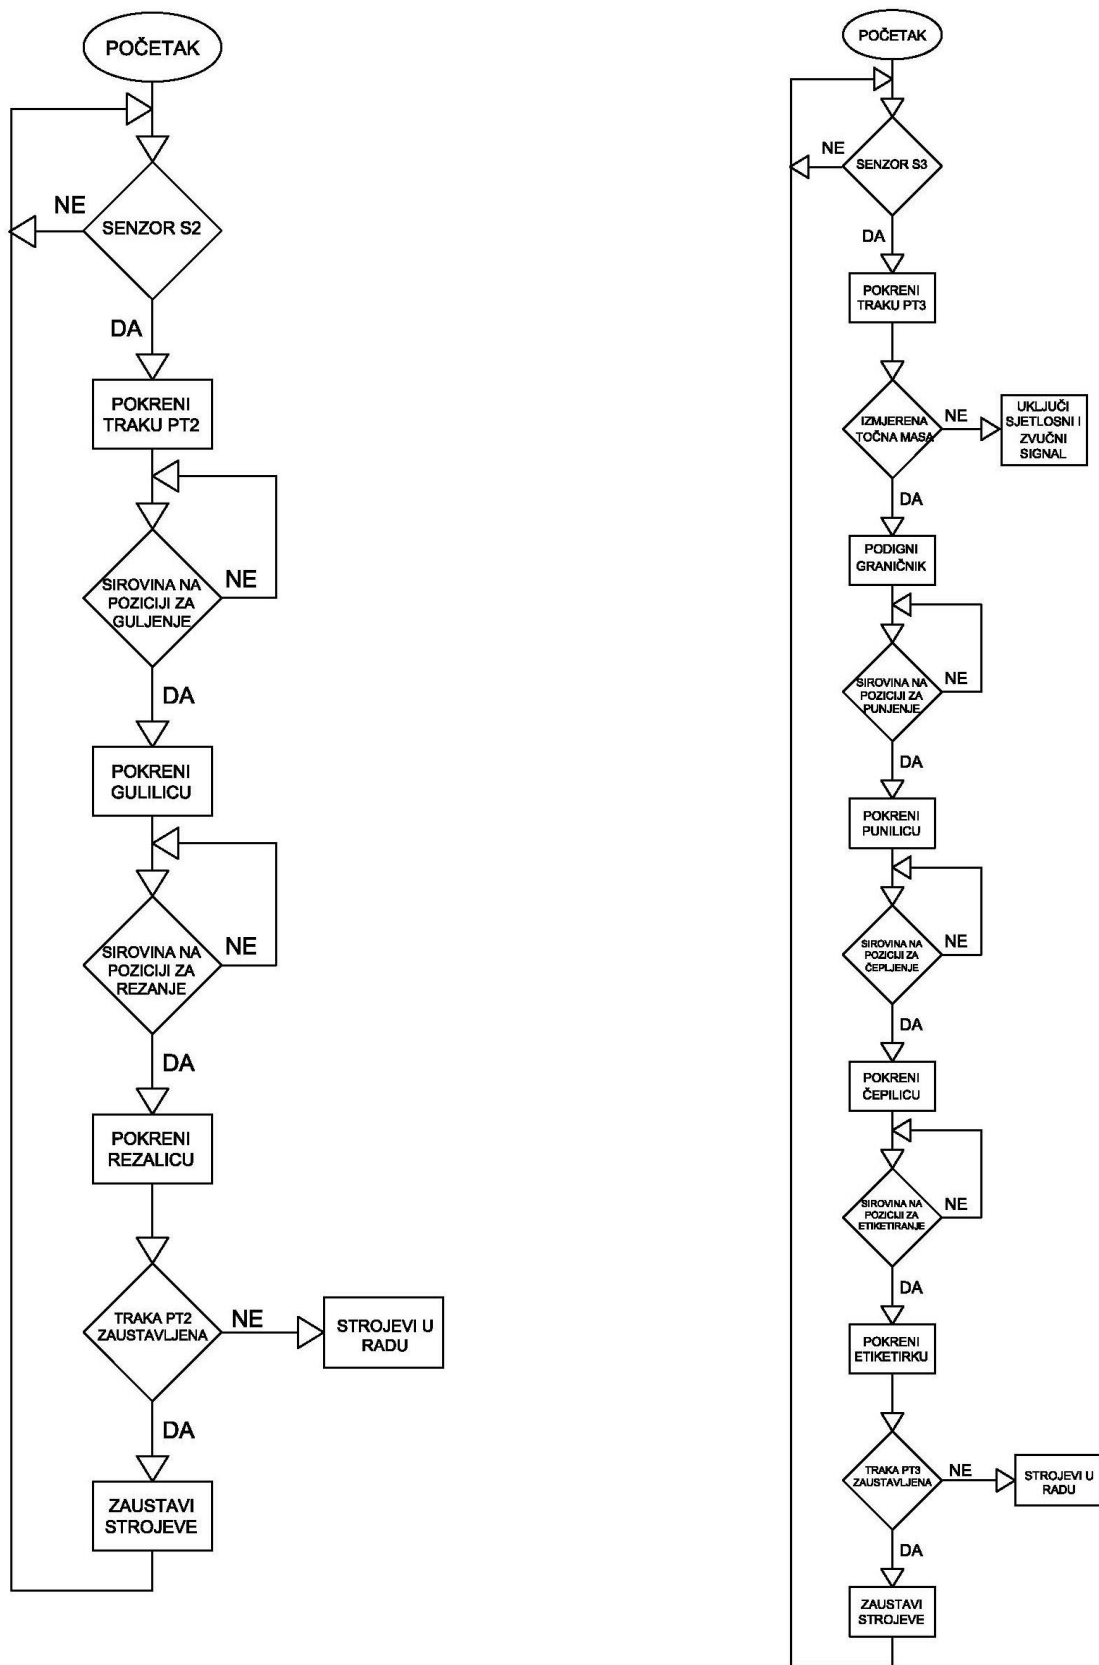 POČETAK
SENZOR S2
NE
DA
POKRENI
TRAKU PT2
SIROVINA NA
POZICIJI ZA
GULJENJE
NE
DA
POKRENI
GULILICU
SIROVINA NA
POZICIJI ZA
REZANJE
NE
DA
POKRENI
REZALICU
TRAKA PT2
ZAUSTAVLJENA
NE
STROJEVI U
RADU
DA
ZAUSTAVI
STROJEVE
POČETAK
SENZOR S3
NE
DA
POKRENI
TRAKU PT3
IZMJERENA
TOČNA MASA
NE
UKLJUČI
SJETLOSNI I
ZVUČNI
SIGNAL
DA
PODIGNI
GRANIČNIK
SIROVINA NA
POZICIJI ZA
PUNJENJE
NE
DA
POKRENI
PUNILICU
SIROVINA NA
POZICIJI ZA
ČEPLJENJE
NE
DA
POKRENI
ČEPILICU
SIROVINA NA
POZICIJI ZA
ETIKETIRANJE
NE
DA
POKRENI
ETIKETIRKU
TRAKA PT3
ZAUSTAVLJENA
NE
STROJEVI U
RADU
DA
ZAUSTAVI
STROJEVE